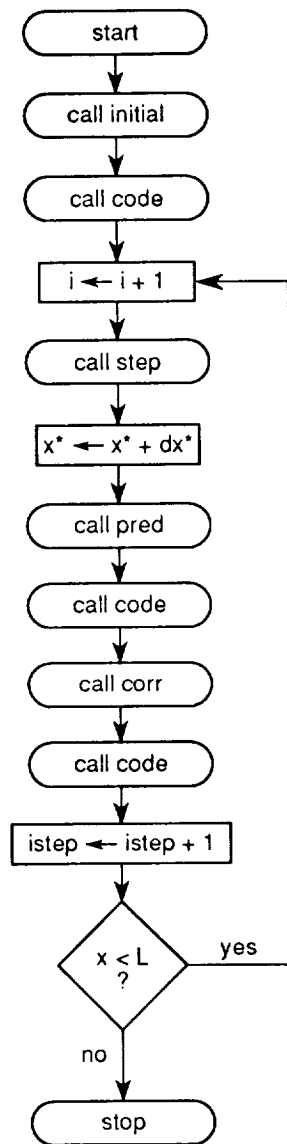 start
call initial
call code
i ← i + 1
call step
x* ← x* + dx*
call pred
call code
call corr
call code
istep ← istep + 1
x < L
?
yes
no
stop